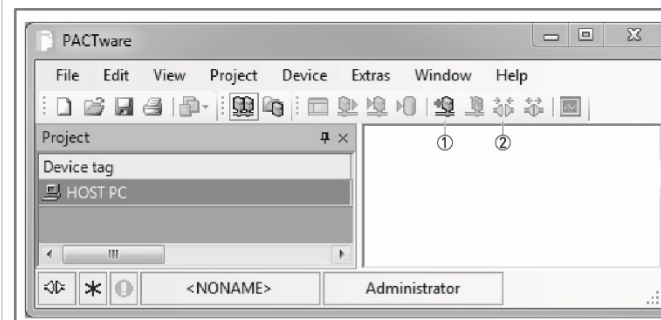 PACTware
File Edit View Project Device Extras Window Help
① ②
Project
Device tag
HOST PC
<NONAME> Administrator